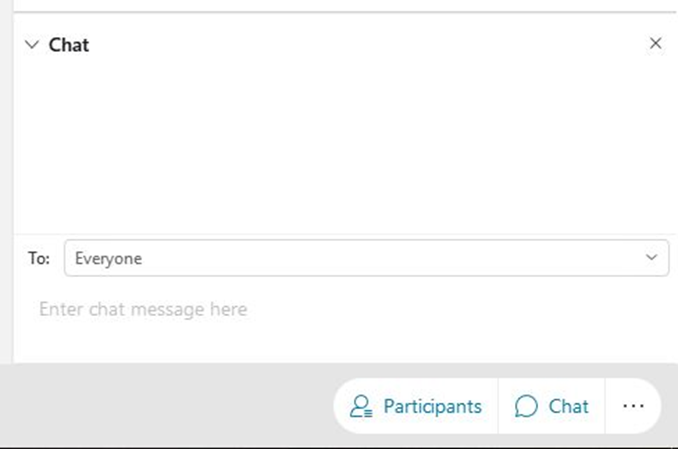 Chat
To: Everyone
Enter chat message here
Participants Chat ...